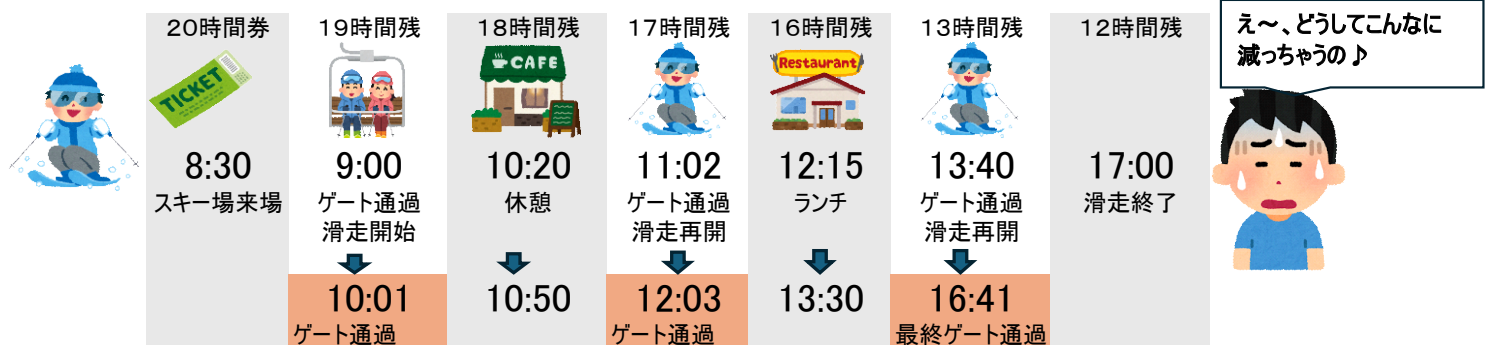 20時間券
TICKET
8:30
スキー場来場
19時間残
9:00
ゲート通過
滑走開始
10:01
ゲート通過
18時間残
CAFE
10:20
休憩
10:50
17時間残
11:02
ゲート通過
滑走再開
12:03
ゲート通過
16時間残
Restaurant
12:15
ランチ
13:30
13時間残
13:40
ゲート通過
滑走再開
16:41
最終ゲート通過
12時間残
17:00
滑走終了
え～、どうしてこんなに
減っちゃうの♪